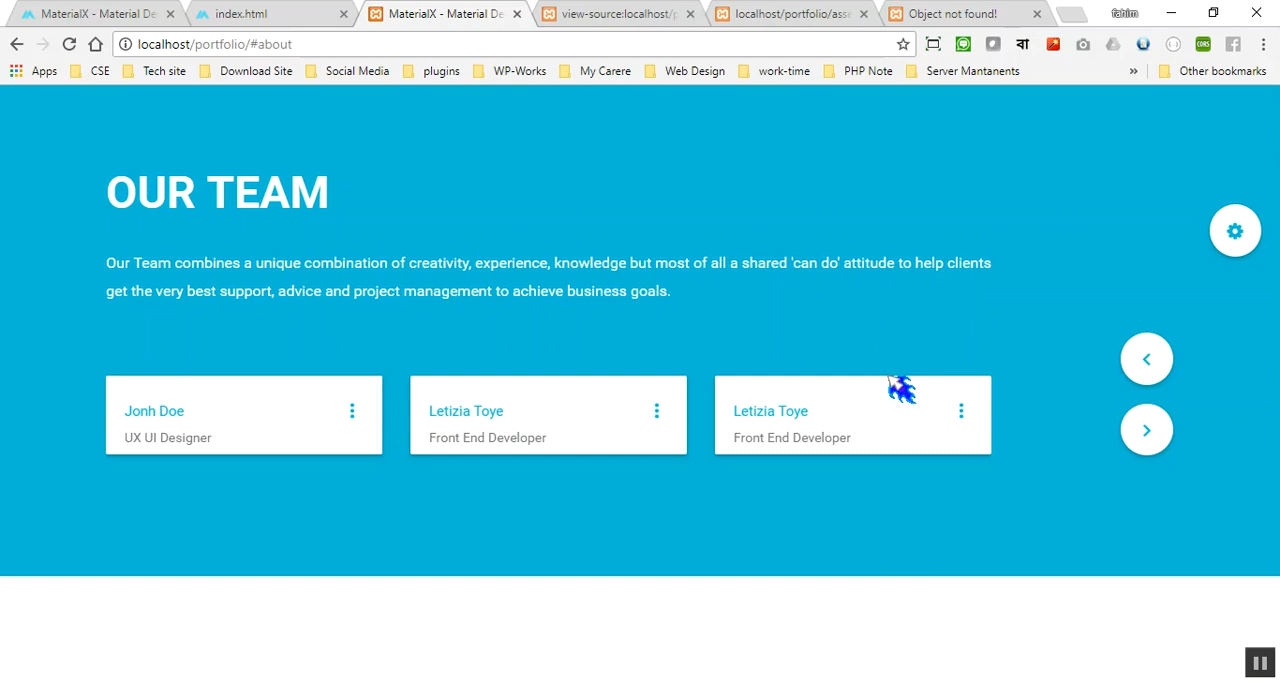 MaterialX - Material De
index.html
MaterialX - Material De
view-source:localhost/p
localhost/portfolio/asse
Object not found!
fahim
localhost/portfolio/#about
বা
CORS
Apps
CSE
Tech site
Download Site
Social Media
plugins
WP-Works
My Carere
Web Design
work-time
PHP Note
Server Mantanents
»
Other bookmarks
OUR TEAM
Our Team combines a unique combination of creativity, experience, knowledge but most of all a shared 'can do' attitude to help clients
get the very best support, advice and project management to achieve business goals.
Jonh Doe
UX UI Designer
Letizia Toye
Front End Developer
Letizia Toye
Front End Developer